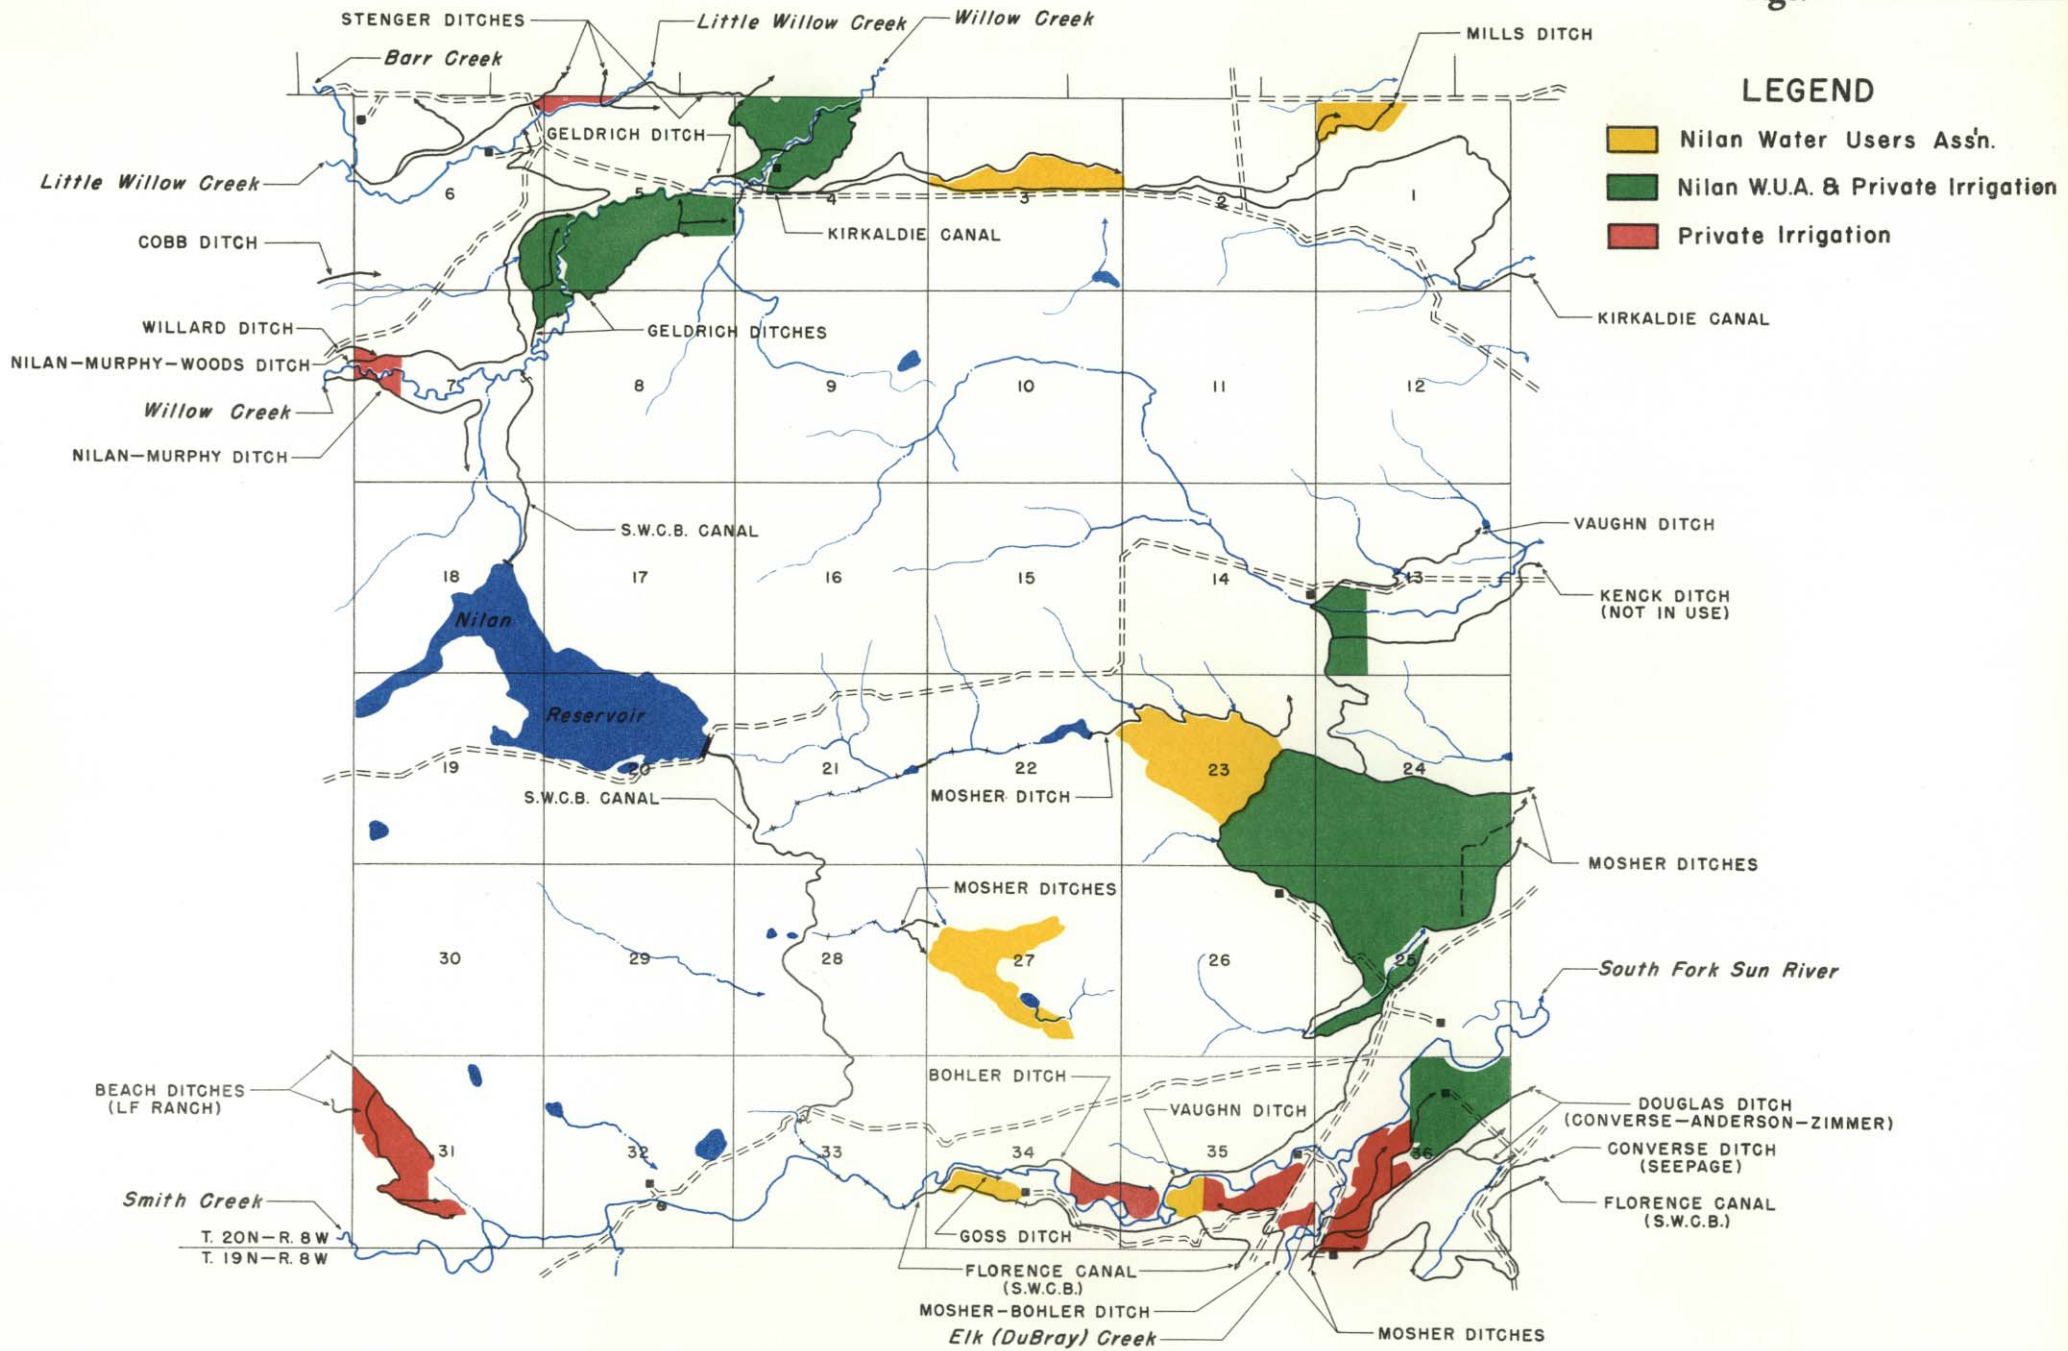 STENGER DITCHES
Little Willow Creek
Willow Creek
MILLS DITCH
Barr Creek
LEGEND
Nilan Water Users Ass'n.
Nilan W.U.A. & Private Irrigation
Private Irrigation
GELDRICH DITCH
Little Willow Creek
6
5
4
3
2
1
COBB DITCH
KIRKALDIE CANAL
KIRKALDIE CANAL
WILLARD DITCH
GELDRICH DITCHES
NILAN-MURPHY-WOODS DITCH
7
8
9
10
11
12
Willow Creek
NILAN-MURPHY DITCH
S.W.C.B. CANAL
VAUGHN DITCH
18
17
16
15
14
13
KENCK DITCH
(NOT IN USE)
Nilan
Reservoir
19
20
21
22
23
24
S.W.C.B. CANAL
MOSHER DITCH
MOSHER DITCHES
MOSHER DITCHES
30
29
28
27
26
25
South Fork Sun River
BEACH DITCHES
(LF RANCH)
BOHLER DITCH
VAUGHN DITCH
DOUGLAS DITCH
(CONVERSE-ANDERSON-ZIMMER)
31
32
33
34
35
36
CONVERSE DITCH
(SEEPAGE)
Smith Creek
FLORENCE CANAL
(S.W.C.B.)
T. 20N-R. 8W
T. 19N-R. 8W
GOSS DITCH
FLORENCE CANAL
(S.W.C.B.)
MOSHER-BOHLER DITCH
Elk (DuBray) Creek
MOSHER DITCHES